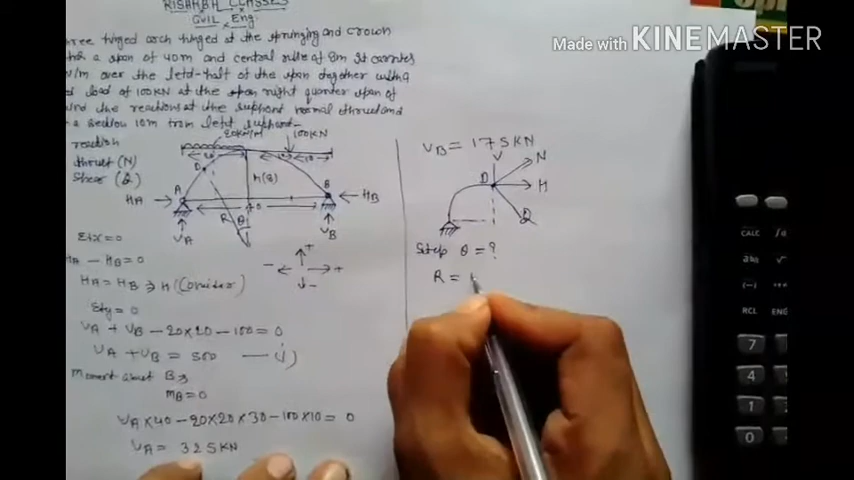 RISHABH CLASSES
Civil Eng.
hree hinged arch hinged at the springing and crown
a span of 40m and central rise of 8m It carries
/m over the left-half of the span together with a
load of 100KN at the right quarter span of
the reactions at the support normal thrust and
a section 10m from left support
reaction
thrust (N)
Shear (Q)
20KN/m
100KN
D
h(8)
A
B
HA
HB
R
θ
VA
VB
Efx=0
HA - HB = 0
HA = HB ⇒ H (Consider)
Efy = 0
VA + VB - 20×20 - 100 = 0
VA + VB = 500 — (i)
Moment about B ⇒
MB = 0
VA×40 - 20×20×30 - 100×10 = 0
VA = 325KN
+
-
+
-
VB = 175KN
V
N
D
H
Q
Step θ = ?
R =
Made with KINEMASTER
CALC
abc
(−)
RCL
ENG
7
4
1
0